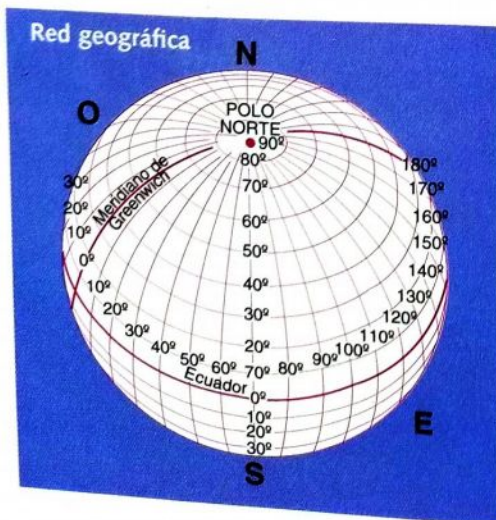 Red geográfica
N
O
POLO
NORTE
90º
80º
70º
60º
50º
40º
30º
20º
70º
0º
10º
20º
30º
S
E
Meridiano de
Greenwich
30º
20º
10º
0º
10º
20º
30º
40º
50º
60º
80º
90º
100º
110º
120º
130º
140º
150º
160º
170º
180º
Ecuador